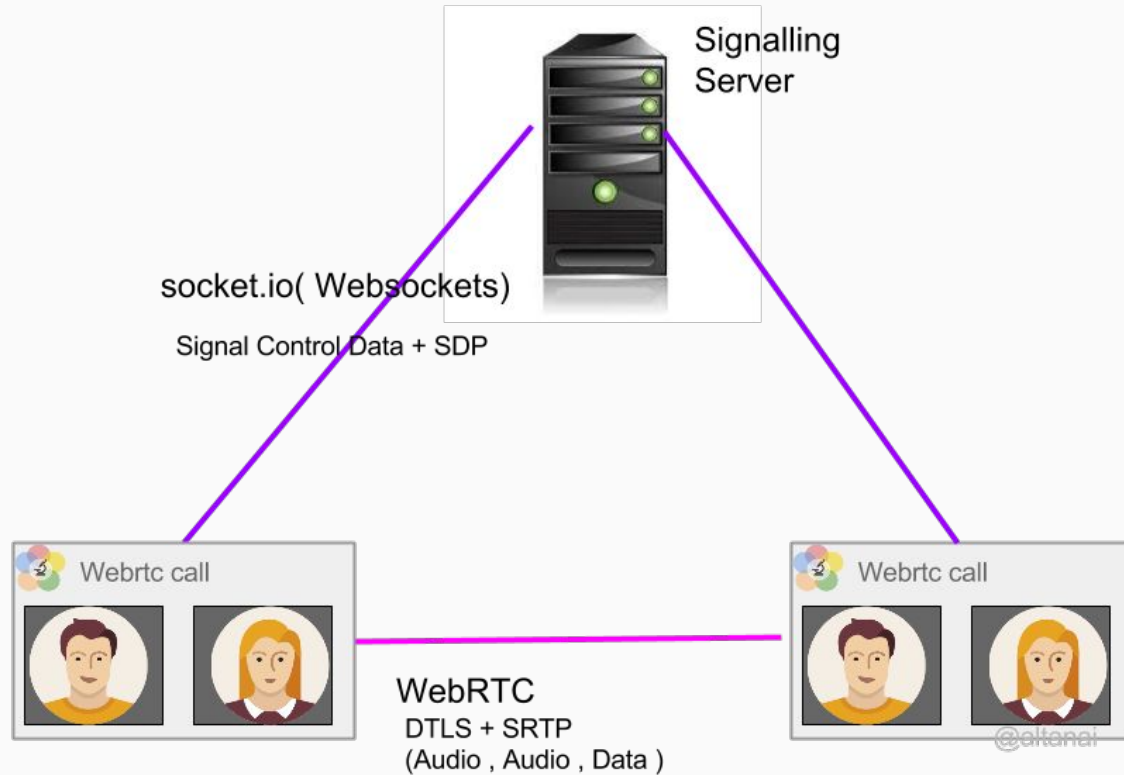 Signalling
Server
socket.io( Websockets)
Signal Control Data + SDP
Webrtc call
Webrtc call
WebRTC
DTLS + SRTP
(Audio , Audio , Data )
@altanai